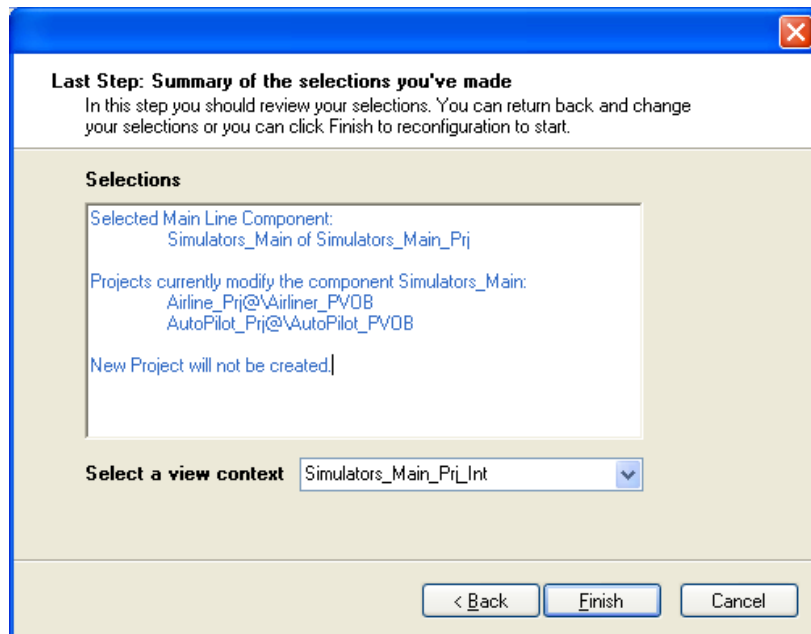 Last Step: Summary of the selections you've made
In this step you should review your selections. You can return back and change
your selections or you can click Finish to reconfiguration to start.
Selections
Selected Main Line Component:
Simulators_Main of Simulators_Main_Prj
Projects currently modify the component Simulators_Main:
Airline_Prj@\Airliner_PVOB
AutoPilot_Prj@\AutoPilot_PVOB
New Project will not be created.
Select a view context Simulators_Main_Prj_Int
< Back Finish Cancel